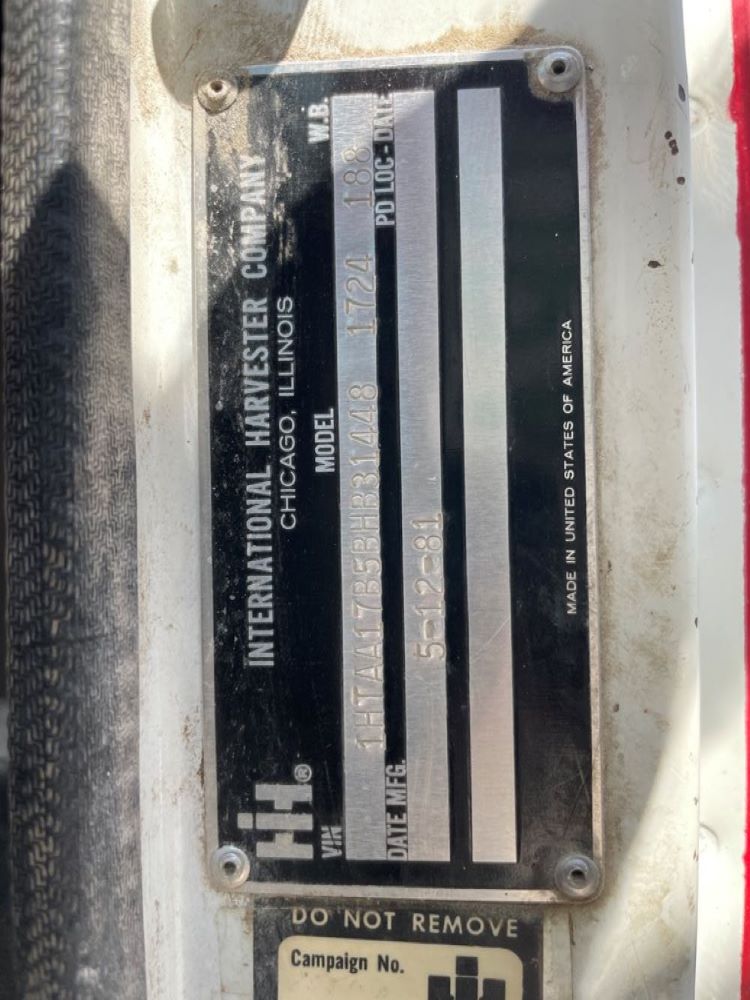 IH®
INTERNATIONAL HARVESTER COMPANY
CHICAGO, ILLINOIS
VIN MODEL W.B.
1HTAA17B5BHB31448 1724 188
DATE MFG. PD LOC-DATE
5-12-81
MADE IN UNITED STATES OF AMERICA
DO NOT REMOVE
Campaign No.